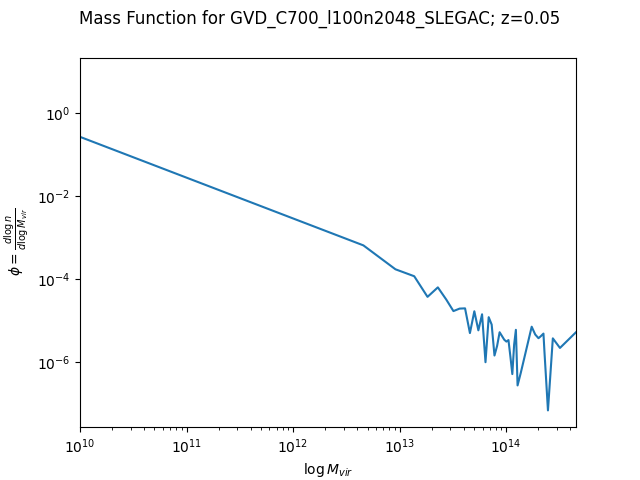 Mass Function for GVD_C700_l100n2048_SLEGAC; z=0.05
10^0
10^-2
10^-4
10^-6
ϕ = d log n / d log M_vir
10^10 10^11 10^12 10^13 10^14
log M_vir